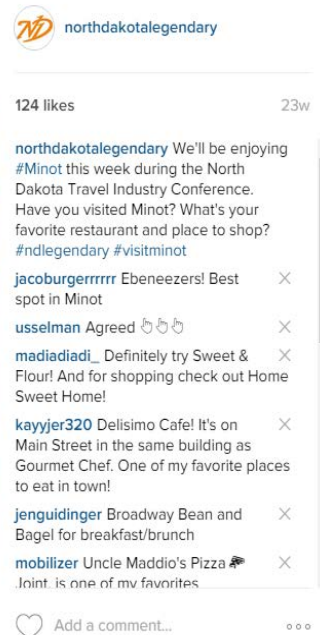 ND
northdakotalegendary
124 likes
23w
northdakotalegendary We'll be enjoying
#Minot this week during the North
Dakota Travel Industry Conference.
Have you visited Minot? What's your
favorite restaurant and place to shop?
#ndlegendary #visitminot
jacoburgerrrrrr Ebeneezers! Best
spot in Minot
usselman Agreed 👆👆👆
madiadiadi_ Definitely try Sweet &
Flour! And for shopping check out Home
Sweet Home!
kayyjer320 Delisimo Cafe! It's on
Main Street in the same building as
Gourmet Chef. One of my favorite places
to eat in town!
jenguidinger Broadway Bean and
Bagel for breakfast/brunch
mobilizer Uncle Maddio's Pizza 🍕
Joint, is one of my favorites
Add a comment...